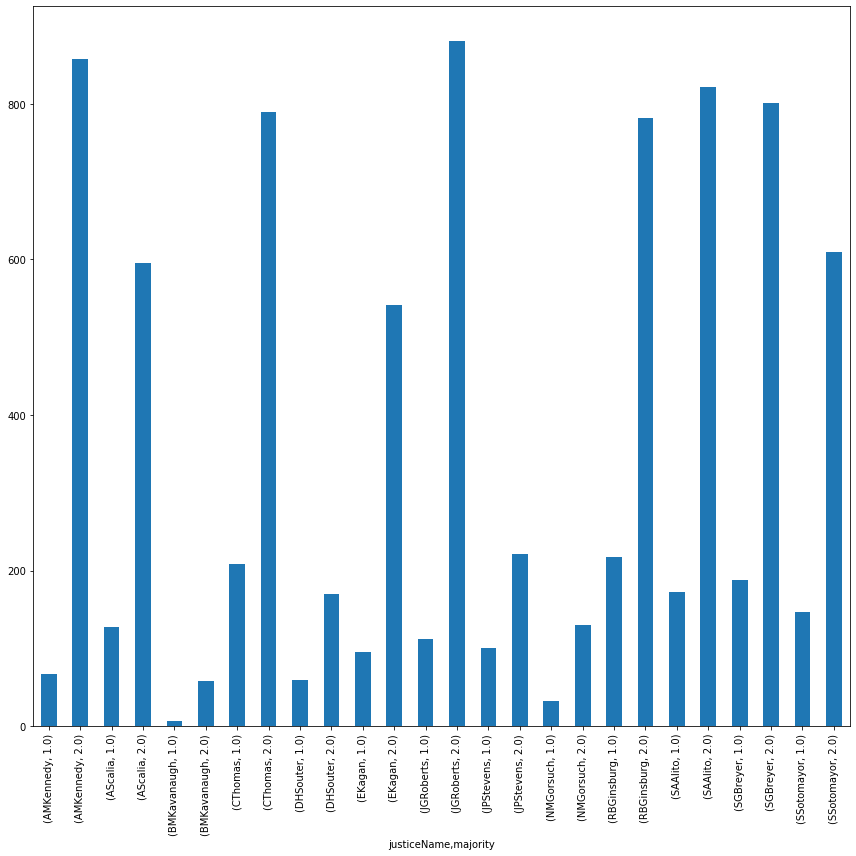 800
600
400
200
0
(AMKennedy, 1.0)
(AMKennedy, 2.0)
(AScalia, 1.0)
(AScalia, 2.0)
(BMKavanaugh, 1.0)
(BMKavanaugh, 2.0)
(CThomas, 1.0)
(CThomas, 2.0)
(DHSouter, 1.0)
(DHSouter, 2.0)
(EKagan, 1.0)
(EKagan, 2.0)
(JGRoberts, 1.0)
(JGRoberts, 2.0)
(JPStevens, 1.0)
(JPStevens, 2.0)
(NMGorsuch, 1.0)
(NMGorsuch, 2.0)
(RBGinsburg, 1.0)
(RBGinsburg, 2.0)
(SAAlito, 1.0)
(SAAlito, 2.0)
(SGBreyer, 1.0)
(SGBreyer, 2.0)
(SSotomayor, 1.0)
(SSotomayor, 2.0)
justiceName,majority